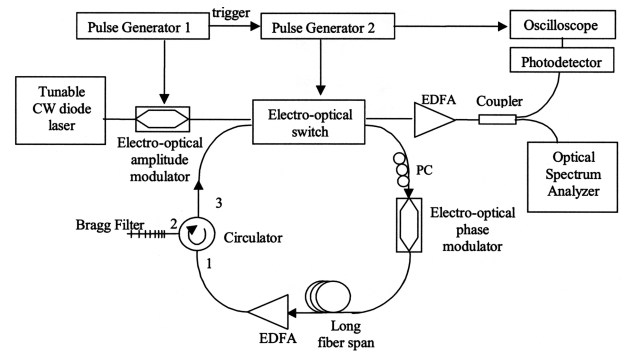 Pulse Generator 1
trigger
Pulse Generator 2
Oscilloscope
Photodetector
Tunable
CW diode
laser
Electro-optical
amplitude
modulator
Electro-optical
switch
EDFA
Coupler
Optical
Spectrum
Analyzer
PC
Electro-optical
phase
modulator
3
Bragg Filter
2
Circulator
1
EDFA
Long
fiber span